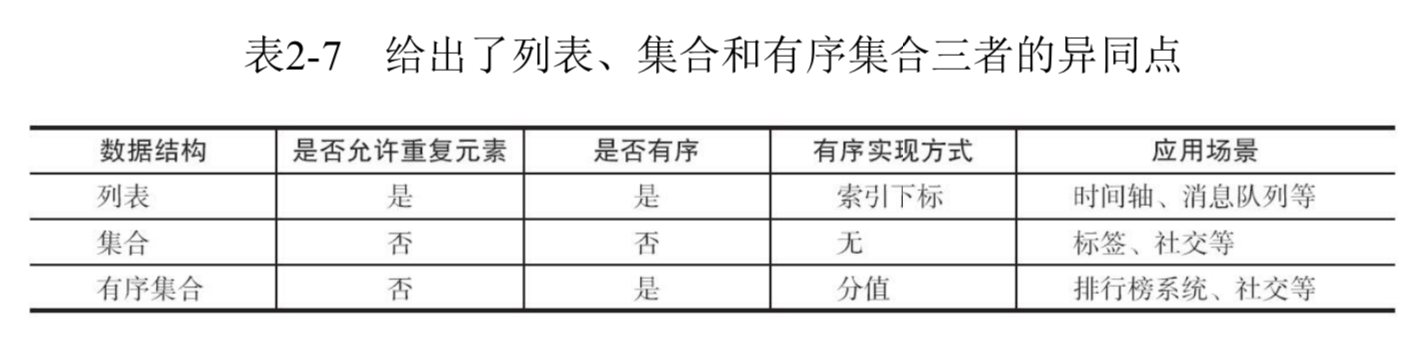 表2-7 给出了列表、集合和有序集合三者的异同点
数据结构 是否允许重复元素 是否有序 有序实现方式 应用场景
列表 是 是 索引下标 时间轴、消息队列等
集合 否 否 无 标签、社交等
有序集合 否 是 分值 排行榜系统、社交等